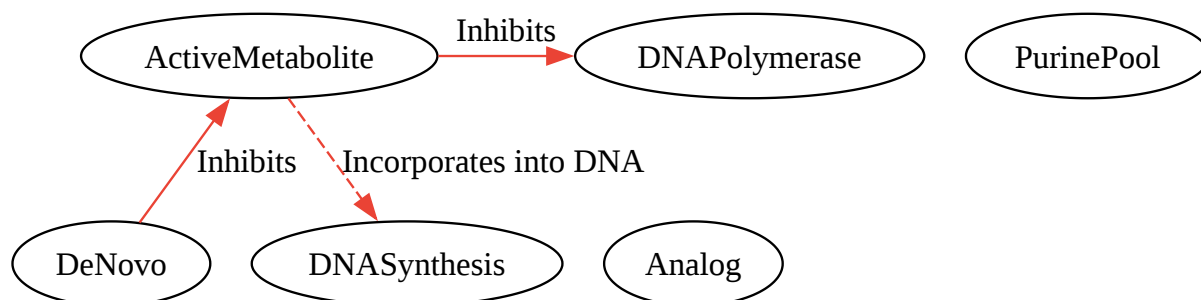 Inhibits
ActiveMetabolite
DNAPolymerase
PurinePool
Inhibits
Incorporates into DNA
DeNovo
DNASynthesis
Analog